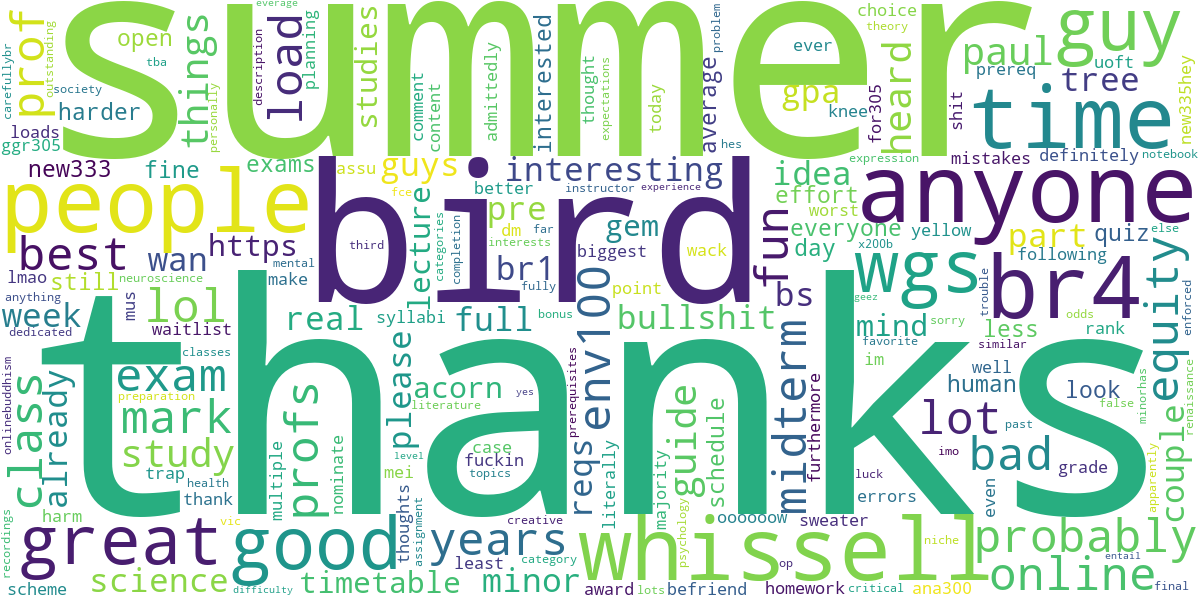 summer
thanks
bird
anyone
people
whissell
time
guy
br4
great
good
wgs
best
years
online
probably
bad
lot
exam
mark
study
class
prof
profs
things
load
studies
interested
interesting
guys
pre
lecture
gem
br1
full
real
lol
wan
https
week
already
please
acorn
env100
reqs
midterm
bullshit
bs
fun
idea
gpa
heard
paul
tree
part
quiz
equity
couple
guide
schedule
mind
human
look
science
timetable
minor
open
planning
description
everage
tba
society
outstanding
carefullybr
personally
harder
loads
ggr305
new333
fine
exams
assu
fce
comment
content
admittedly
thought
expectations
today
average
problem
ever
choice
theory
knee
for305
shit
prereq
uoft
new335hey
mistakes
definitely
notebook
expression
hes
better
instructor
experience
dm
far
interests
categories
completion
third
biggest
wack
effort
worst
everyone
day
yellow
x200b
following
else
enforced
trouble
geez
sorry
odds
less
rank
favorite
im
similar
well
grade
false
minorhas
renaissance
past
even
imo
apparently
luck
errors
furthermore
lmao
still
neuroscience
mental
make
anything
dedicated
mus
waitlist
classes
preparation
onlinebuddhism
syllabi
bonus
fully
point
literature
yes
prerequisites
case
fuckin
topics
level
mei
trap
health
thank
multiple
nominate
vic
harm
recordings
scheme
difficulty
thoughts
assignment
least
creative
category
literally
majority
psychology
oooooow
sweater
op
award
lots
befriend
homework
critical
ana300
niche
entail
final